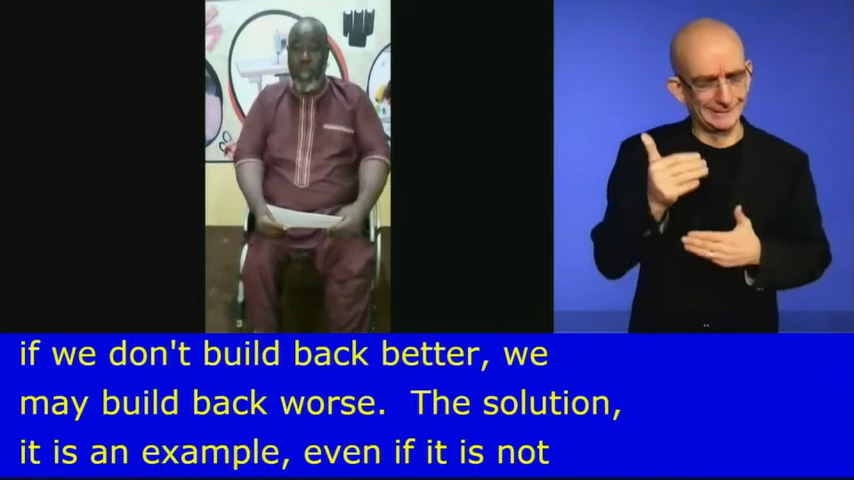 if we don't build back better, we
may build back worse.  The solution,
it is an example, even if it is not